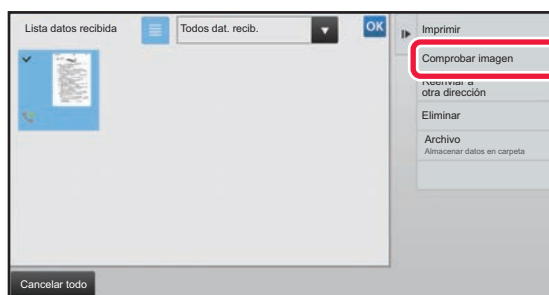 Lista datos recibida
Todos dat. recib.
OK
Imprimir
Comprobar imagen
Reenviar a
otra dirección
Eliminar
Archivo
Almacenar datos en carpeta
Cancelar todo